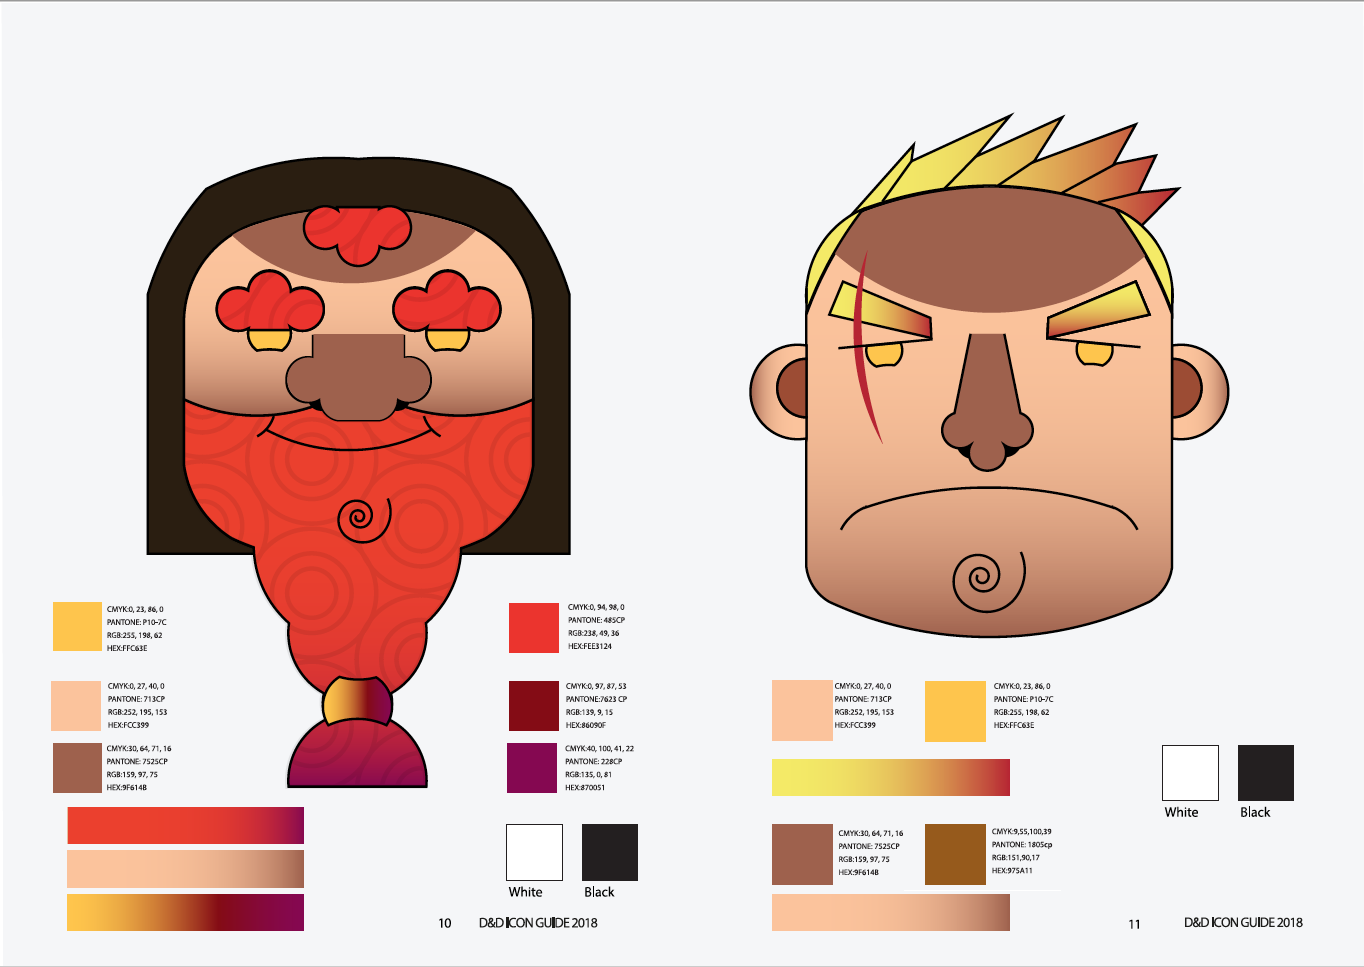 CMYK:0, 23, 86, 0
PANTONE: P10-7C
RGB:255, 198, 62
HEX:FFC63E
CMYK:0, 27, 40, 0
PANTONE: 713CP
RGB:252, 195, 153
HEX:FCC399
CMYK:30, 64, 71, 16
PANTONE: 7525CP
RGB:159, 97, 75
HEX:9F614B
CMYK:0, 94, 98, 0
PANTONE: 485CP
RGB:238, 49, 36
HEX:FEE3124
CMYK:0, 97, 87, 53
PANTONE:7623 CP
RGB:139, 9, 15
HEX:86090F
CMYK:40, 100, 41, 22
PANTONE: 228CP
RGB:135, 0, 81
HEX:870051
White
Black
10
D&D ICON GUIDE 2018
CMYK:0, 27, 40, 0
PANTONE: 713CP
RGB:252, 195, 153
HEX:FCC399
CMYK:0, 23, 86, 0
PANTONE: P10-7C
RGB:255, 198, 62
HEX:FFC63E
CMYK:30, 64, 71, 16
PANTONE: 7525CP
RGB:159, 97, 75
HEX:9F614B
CMYK:9,55,100,39
PANTONE: 1805cp
RGB:151,90,17
HEX:975A11
White
Black
11
D&D ICON GUIDE 2018